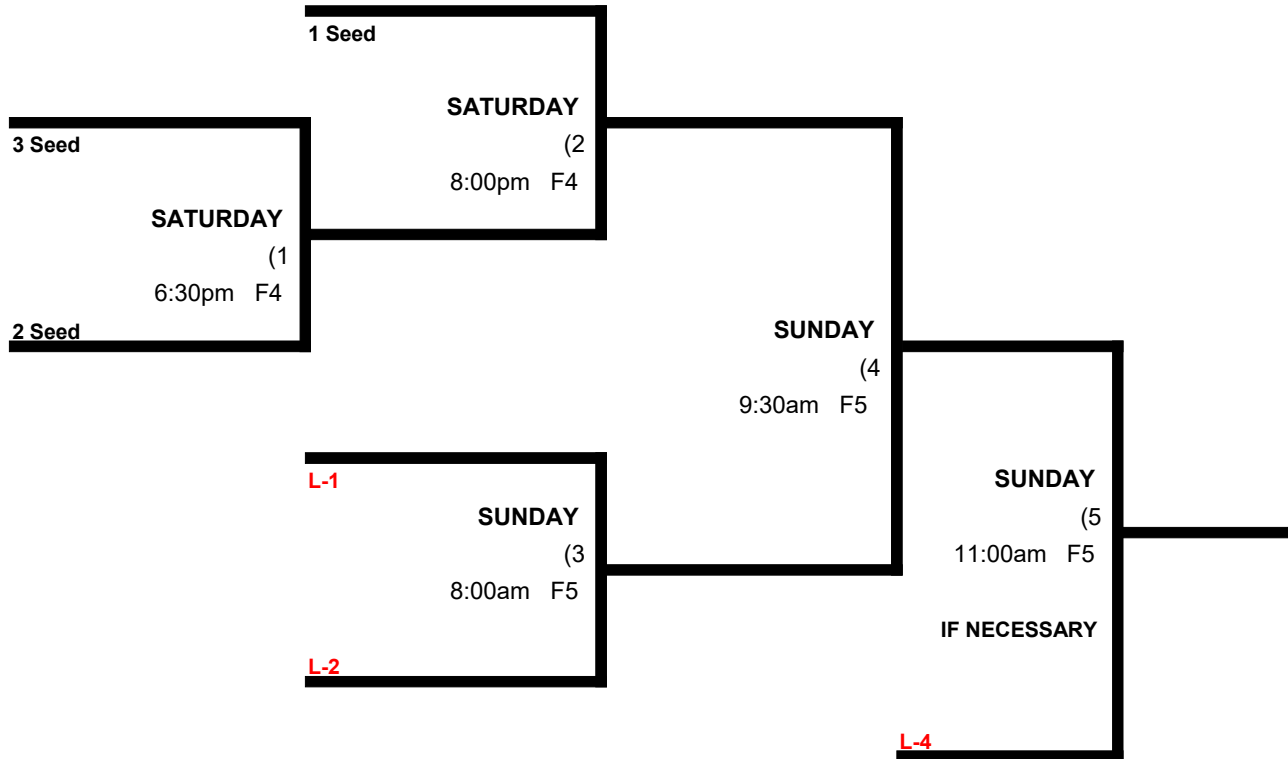 1 Seed
SATURDAY
(2
8:00pm F4
3 Seed
SATURDAY
(1
6:30pm F4
2 Seed
SUNDAY
(4
9:30am F5
L-1
SUNDAY
(3
8:00am F5
L-2
SUNDAY
(5
11:00am F5
IF NECESSARY
L-4